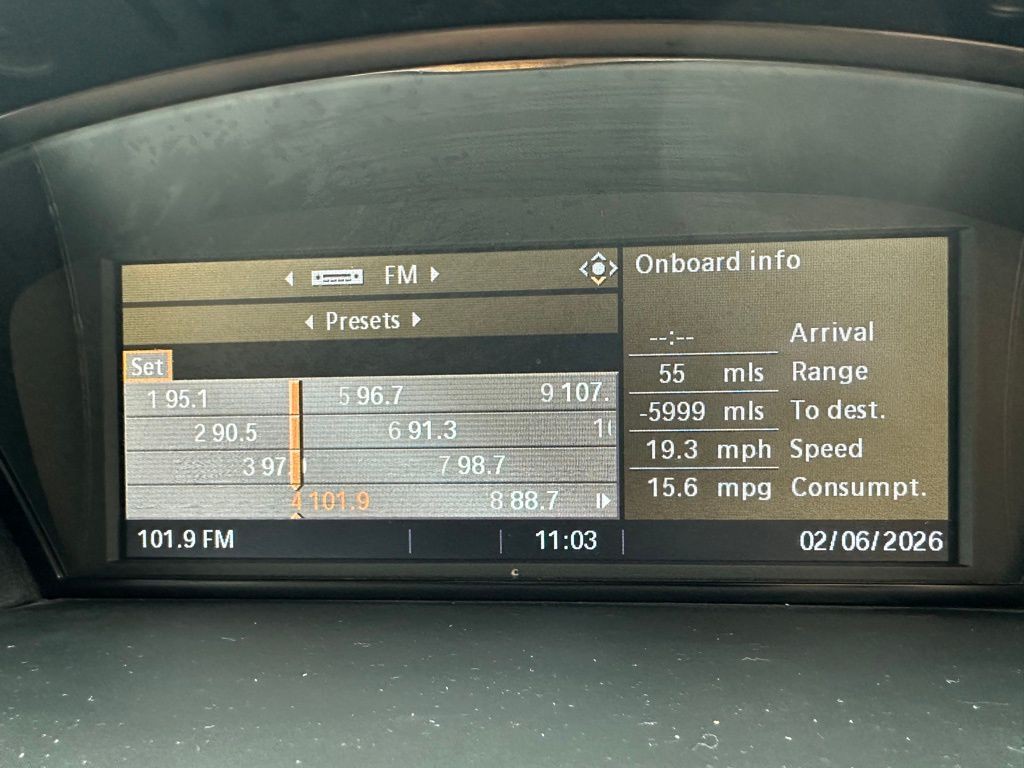 FM
Presets
Set
1 95.1 5 96.7 9 107.
2 90.5 6 91.3
3 97 7 98.7
4 101.9 8 88.7
101.9 FM 11:03 02/06/2026
Onboard info
--:-- Arrival
55 mls Range
-5999 mls To dest.
19.3 mph Speed
15.6 mpg Consumpt.